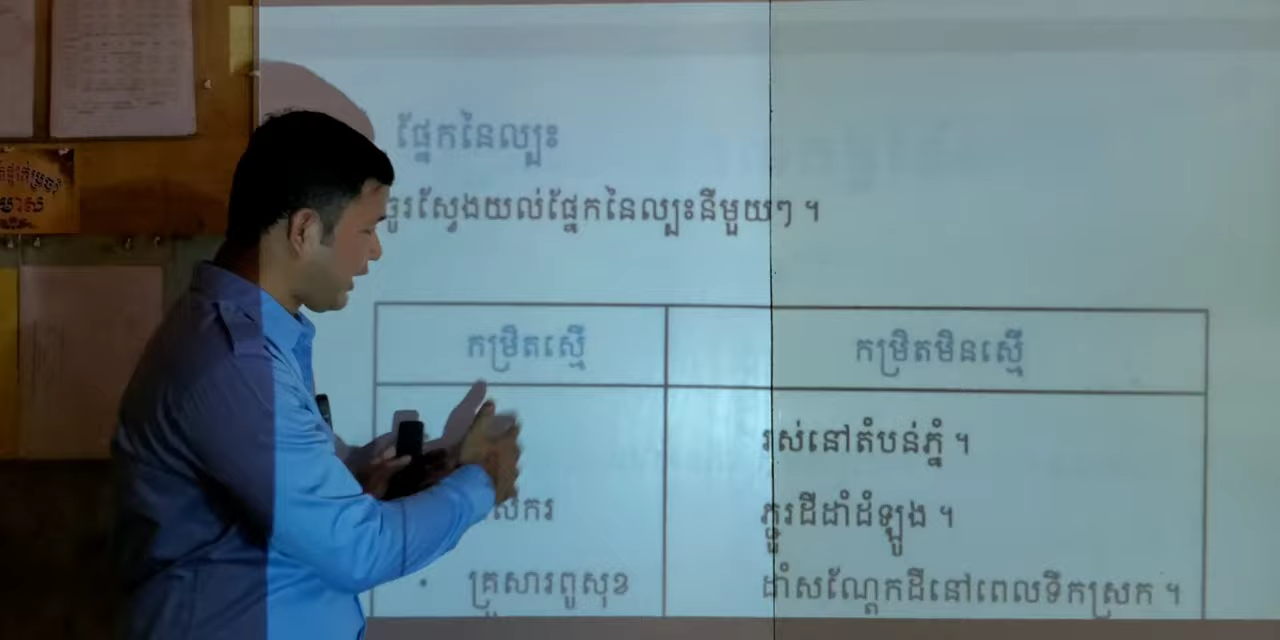 ផ្នែកនៃល្បះ
ចូរស្វែងយល់ផ្នែកនៃល្បះនីមួយៗ ។
កម្រិតស្មើ
កម្រិតមិនស្មើ
រស់នៅតំបន់ភ្នំ ។
កសិករ
ភ្ជួរដីដាំដំឡូង ។
• គ្រួសារពូសុខ
ដាំសណ្ដែកដីនៅពេលទឹកស្រក ។